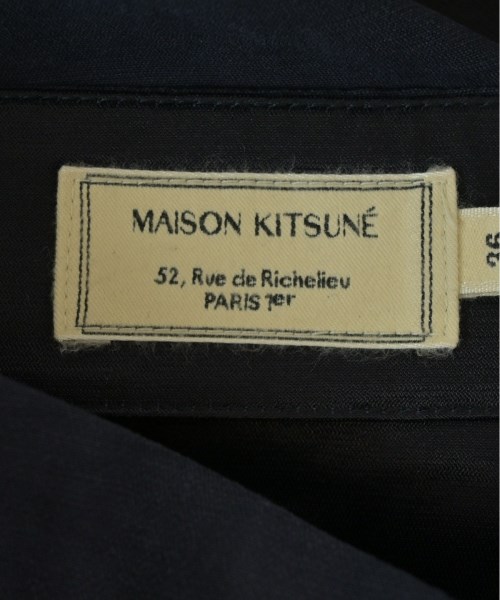 MAISON KITSUNÉ
52, Rue de Richelieu
PARIS 1er
36